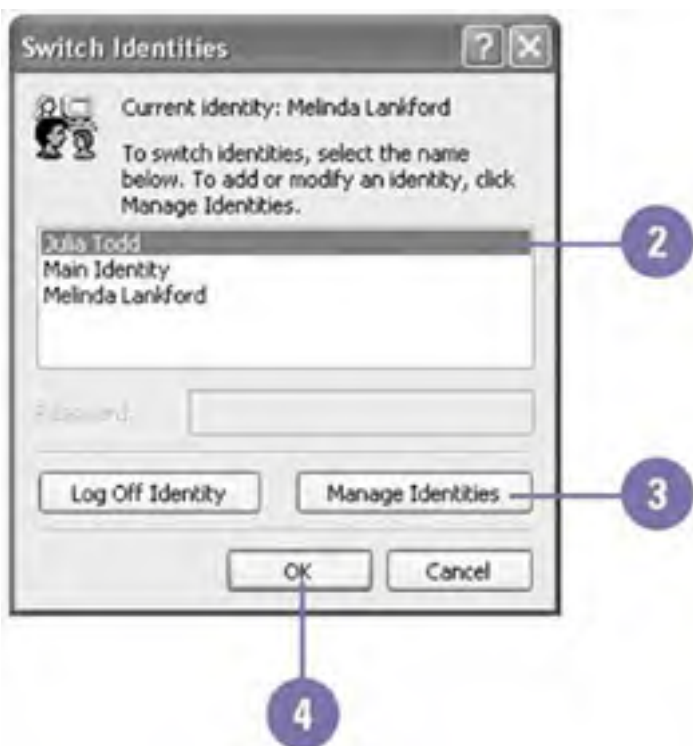 Switch Identities
Current identity: Melinda Lankford
To switch identities, select the name
below. To add or modify an identity, click
Manage Identities.
Julia Todd
2
Main Identity
Melinda Lankford
Password:
Log Off Identity
Manage Identities
3
OK
Cancel
4